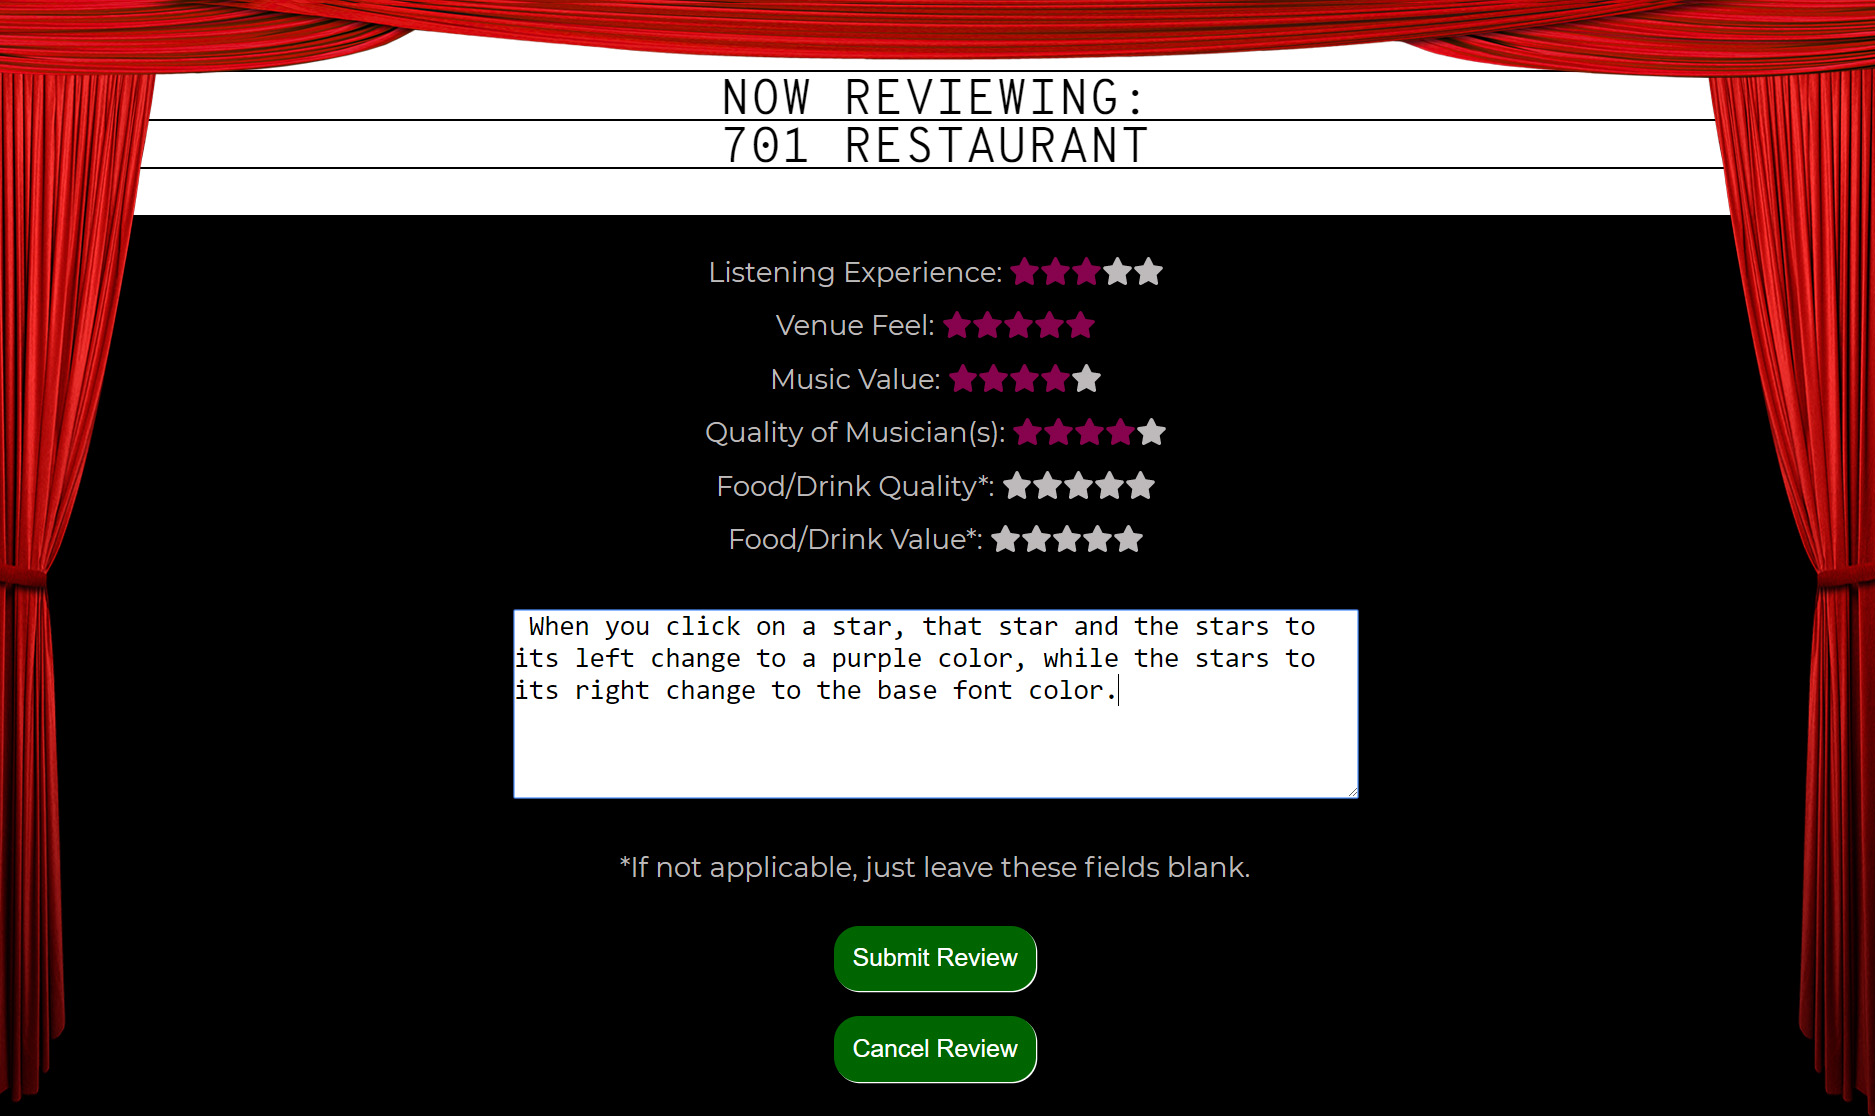 NOW REVIEWING:
701 RESTAURANT
Listening Experience:
Venue Feel:
Music Value:
Quality of Musician(s):
Food/Drink Quality*:
Food/Drink Value*:
When you click on a star, that star and the stars to
its left change to a purple color, while the stars to
its right change to the base font color.
*If not applicable, just leave these fields blank.
Submit Review
Cancel Review